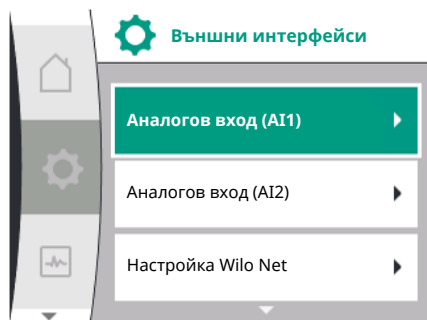 Външни интерфейси
Аналогов вход (AI1)
Аналогов вход (AI2)
Настройка Wilo Net